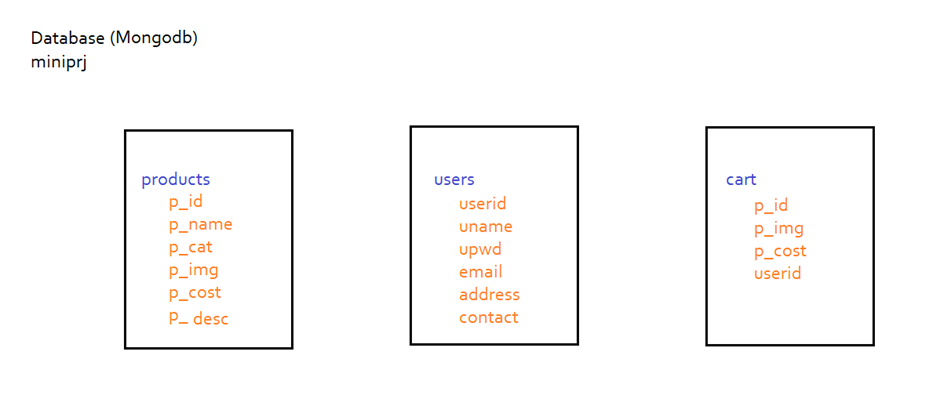 Database (Mongodb)
miniprj
products
p_id
p_name
p_cat
p_img
p_cost
p_ desc
users
userid
uname
upwd
email
address
contact
cart
p_id
p_img
p_cost
userid